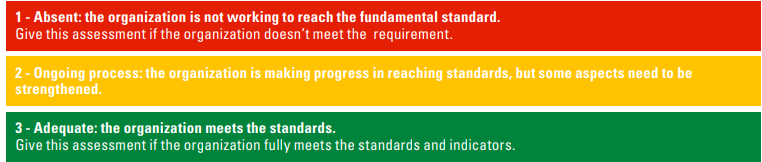 1 - Absent: the organization is not working to reach the fundamental standard.
Give this assessment if the organization doesn't meet the  requirement.
2 - Ongoing process: the organization is making progress in reaching standards, but some aspects need to be
strengthened.
3 - Adequate: the organization meets the standards.
Give this assessment if the organization fully meets the standards and indicators.